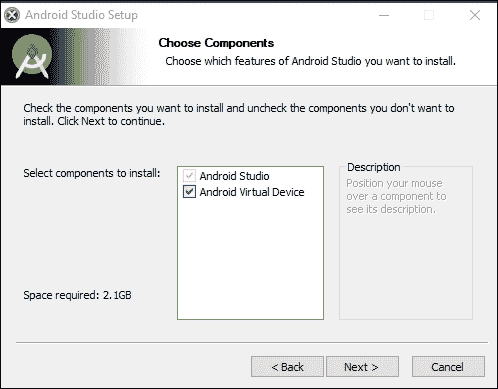 Android Studio Setup
Choose Components
Choose which features of Android Studio you want to install.
Check the components you want to install and uncheck the components you don't want to
install. Click Next to continue.
Select components to install:
Android Studio
Android Virtual Device
Description
Position your mouse
over a component to
see its description.
Space required: 2.1GB
< Back
Next >
Cancel